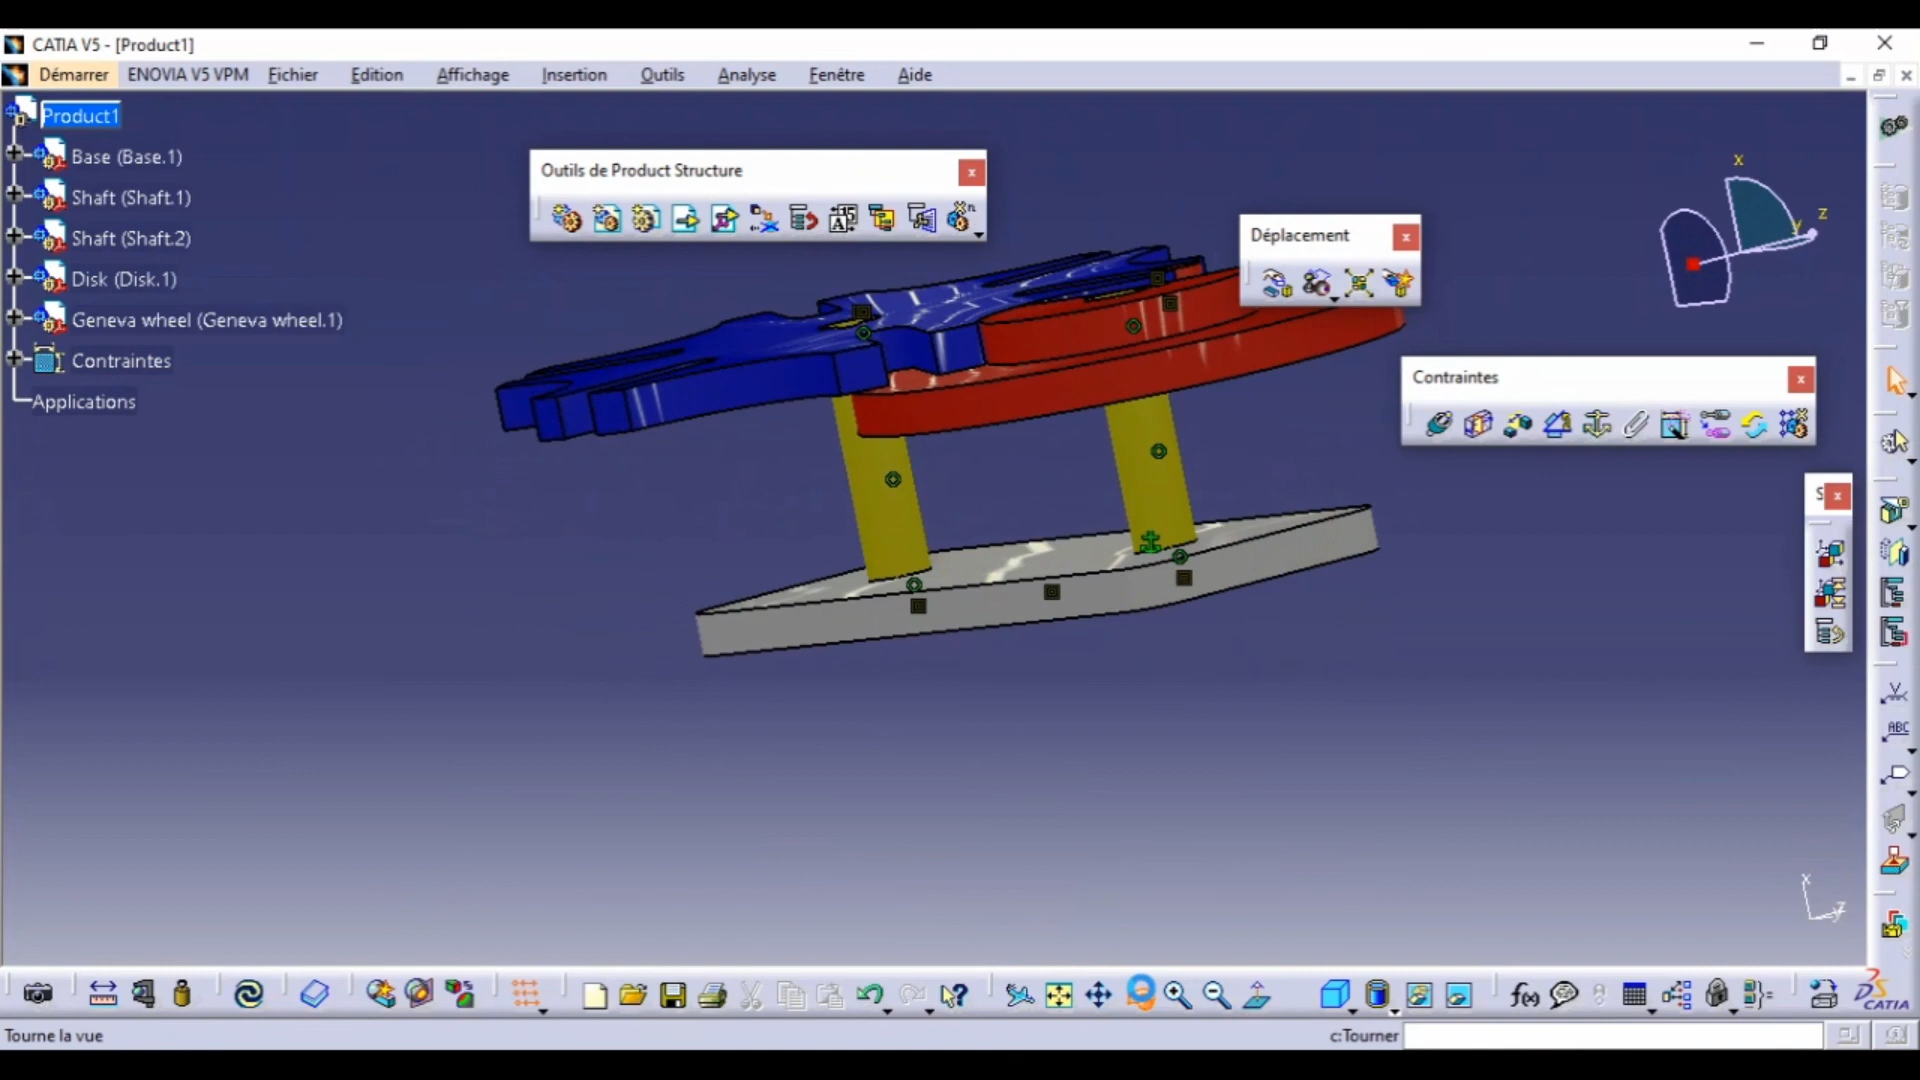 CATIA V5 - [Product1]
Démarrer ENOVIA V5 VPM Fichier Edition Affichage Insertion Outils Analyse Fenêtre Aide
Product1
Base (Base.1)
Shaft (Shaft.1)
Shaft (Shaft.2)
Disk (Disk.1)
Geneva wheel (Geneva wheel.1)
Contraintes
Applications
Outils de Product Structure
Déplacement
Contraintes
S
x
z
y
ABC
x
z
f(x)
CATIA
Tourne la vue
c:Tourner